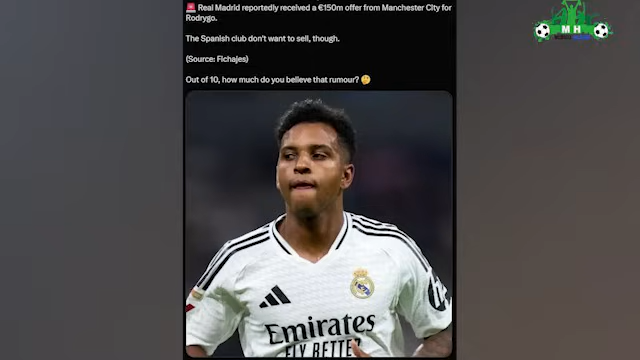 🚨 Real Madrid reportedly received a €150m offer from Manchester City for
Rodrygo.
The Spanish club don't want to sell, though.
(Source: Fichajes)
Out of 10, how much do you believe that rumour? 🧐
M H
Emirates
FLY BETTER